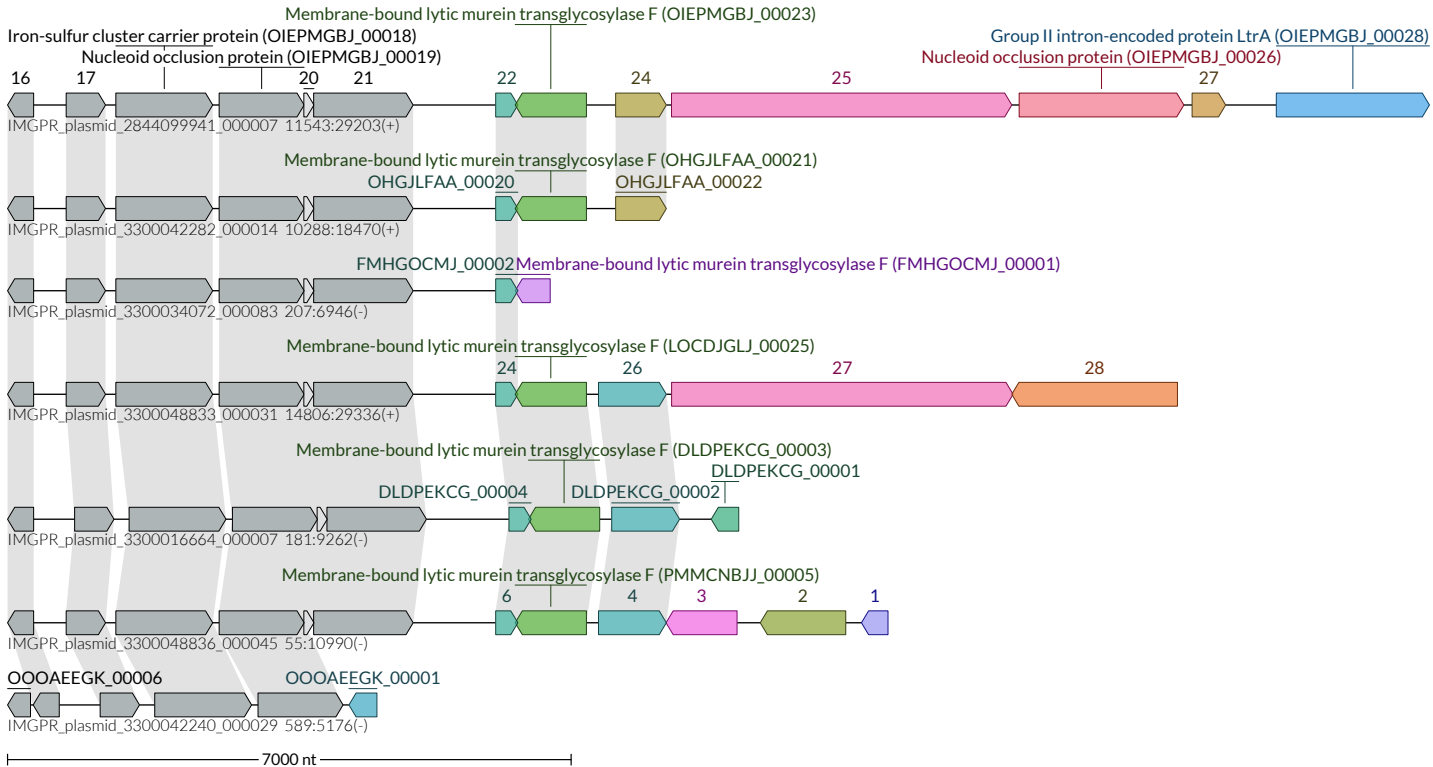 Membrane-bound lytic murein transglycosylase F (OIEPMGBJ_00023)
Iron-sulfur cluster carrier protein (OIEPMGBJ_00018) Group II intron-encoded protein LtrA (OIEPMGBJ_00028)
Nucleoid occlusion protein (OIEPMGBJ_00019) Nucleoid occlusion protein (OIEPMGBJ_00026)
16 17 20 21 22 24 25 27
IMGPR_plasmid_2844099941_000007 11543:29203(+)
Membrane-bound lytic murein transglycosylase F (OHGJLFAA_00021)
OHGJLFAA_00020 OHGJLFAA_00022
IMGPR_plasmid_3300042282_000014 10288:18470(+)
FMHGOCMJ_00002 Membrane-bound lytic murein transglycosylase F (FMHGOCMJ_00001)
IMGPR_plasmid_3300034072_000083 207:6946(-)
Membrane-bound lytic murein transglycosylase F (LOCDJGLJ_00025)
24 26 27 28
IMGPR_plasmid_3300048833_000031 14806:29336(+)
Membrane-bound lytic murein transglycosylase F (DLDPEKCG_00003)
DLDPEKCG_00001
DLDPEKCG_00004 DLDPEKCG_00002
IMGPR_plasmid_3300016664_000007 181:9262(-)
Membrane-bound lytic murein transglycosylase F (PMMCNBJJ_00005)
6 4 3 2 1
IMGPR_plasmid_3300048836_000045 55:10990(-)
OOOAEEGK_00006 OOOAEEGK_00001
IMGPR_plasmid_3300042240_000029 589:5176(-)
7000 nt